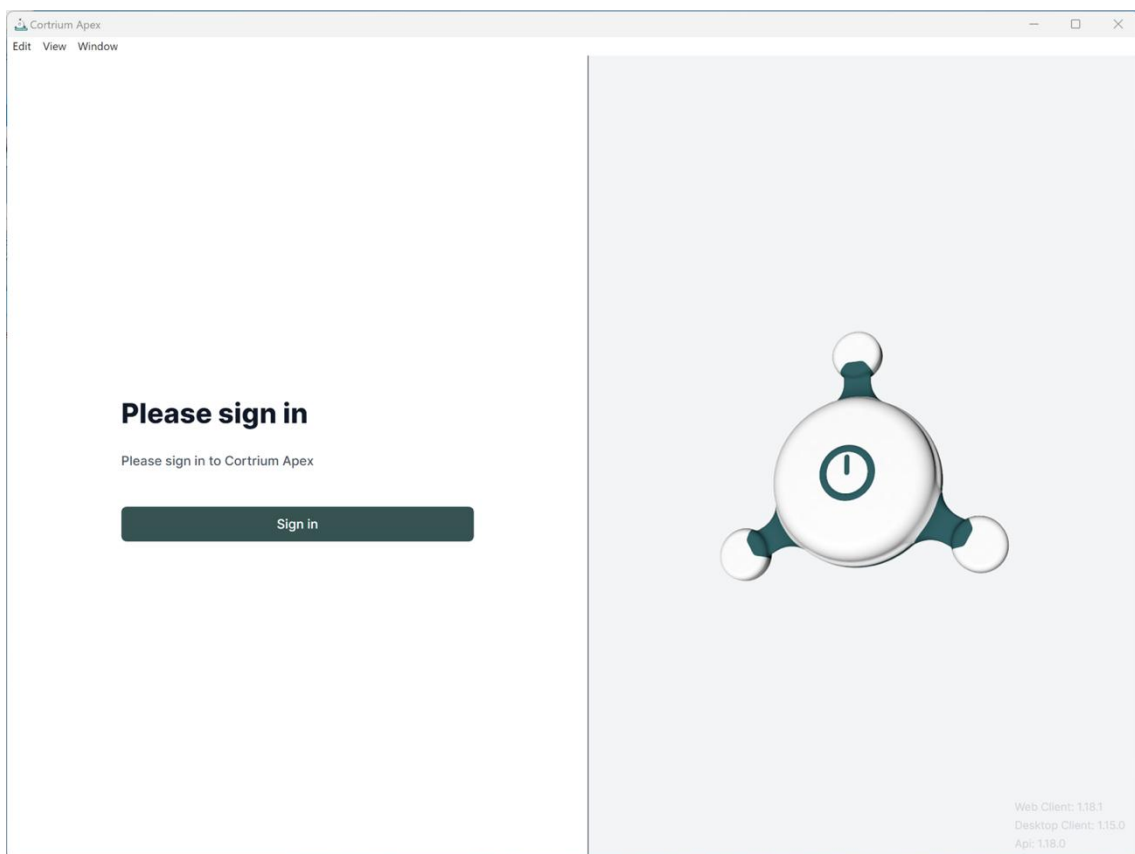 Cortrium Apex
Edit View Window
Please sign in
Please sign in to Cortrium Apex
Sign in
Web Client: 1.18.1
Desktop Client: 1.15.0
Api: 1.18.0